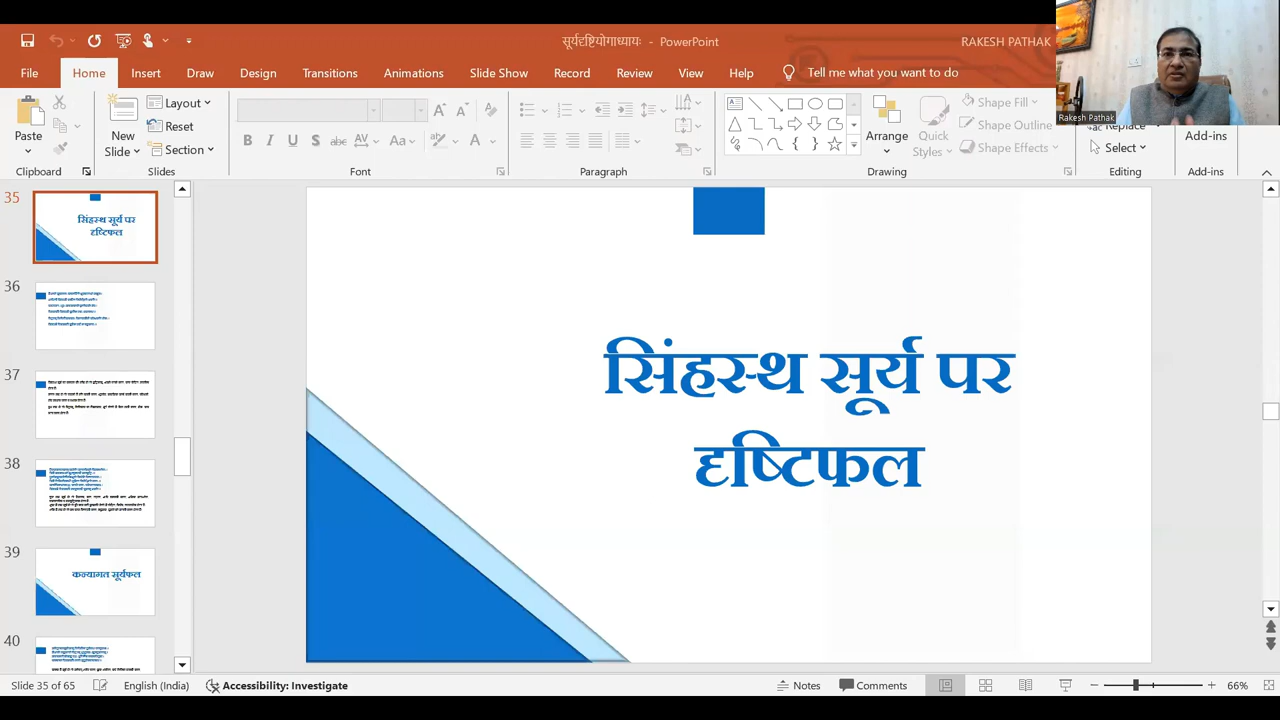 सूर्यदृष्टियोगाध्यायः - PowerPoint
RAKESH PATHAK
File Home Insert Draw Design Transitions Animations Slide Show Record Review View Help Tell me what you want to do
Rakesh Pathak
Paste
Clipboard
New
Slide
Layout
Reset
Section
Slides
B I U S abc AV Aa A
Font
Paragraph
Arrange
Quick
Styles
Shape Fill
Shape Outline
Shape Effects
Drawing
Replace
Select
Editing
Add-ins
Add-ins
35
सिंहस्थ सूर्य पर
दृष्टिफल
36
37
38
39
कन्यागत सूर्यफल
40
सिंहस्थ सूर्य पर
दृष्टिफल
Slide 35 of 65
English (India)
Accessibility: Investigate
Notes
Comments
66%